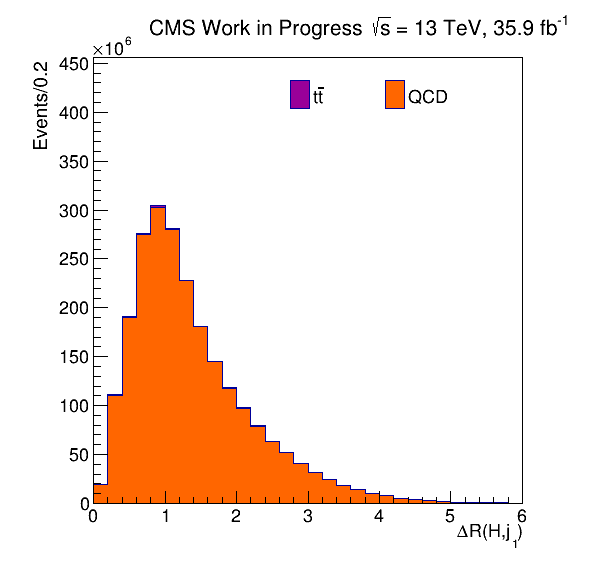 CMS Work in Progress √s = 13 TeV, 35.9 fb⁻¹
×10⁶
Events/0.2
450
400
350
300
250
200
150
100
50
0
tt̄
QCD
0 1 2 3 4 5 6
ΔR(H,j₁)